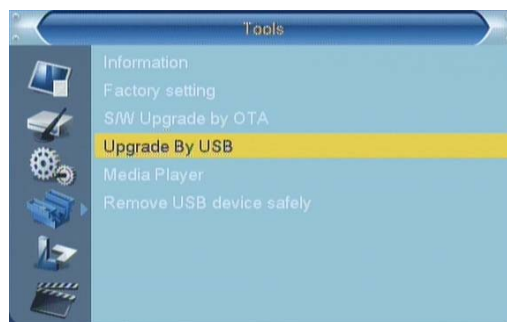 Tools
Information
Factory setting
S/W Upgrade by OTA
Upgrade By USB
Media Player
Remove USB device safely